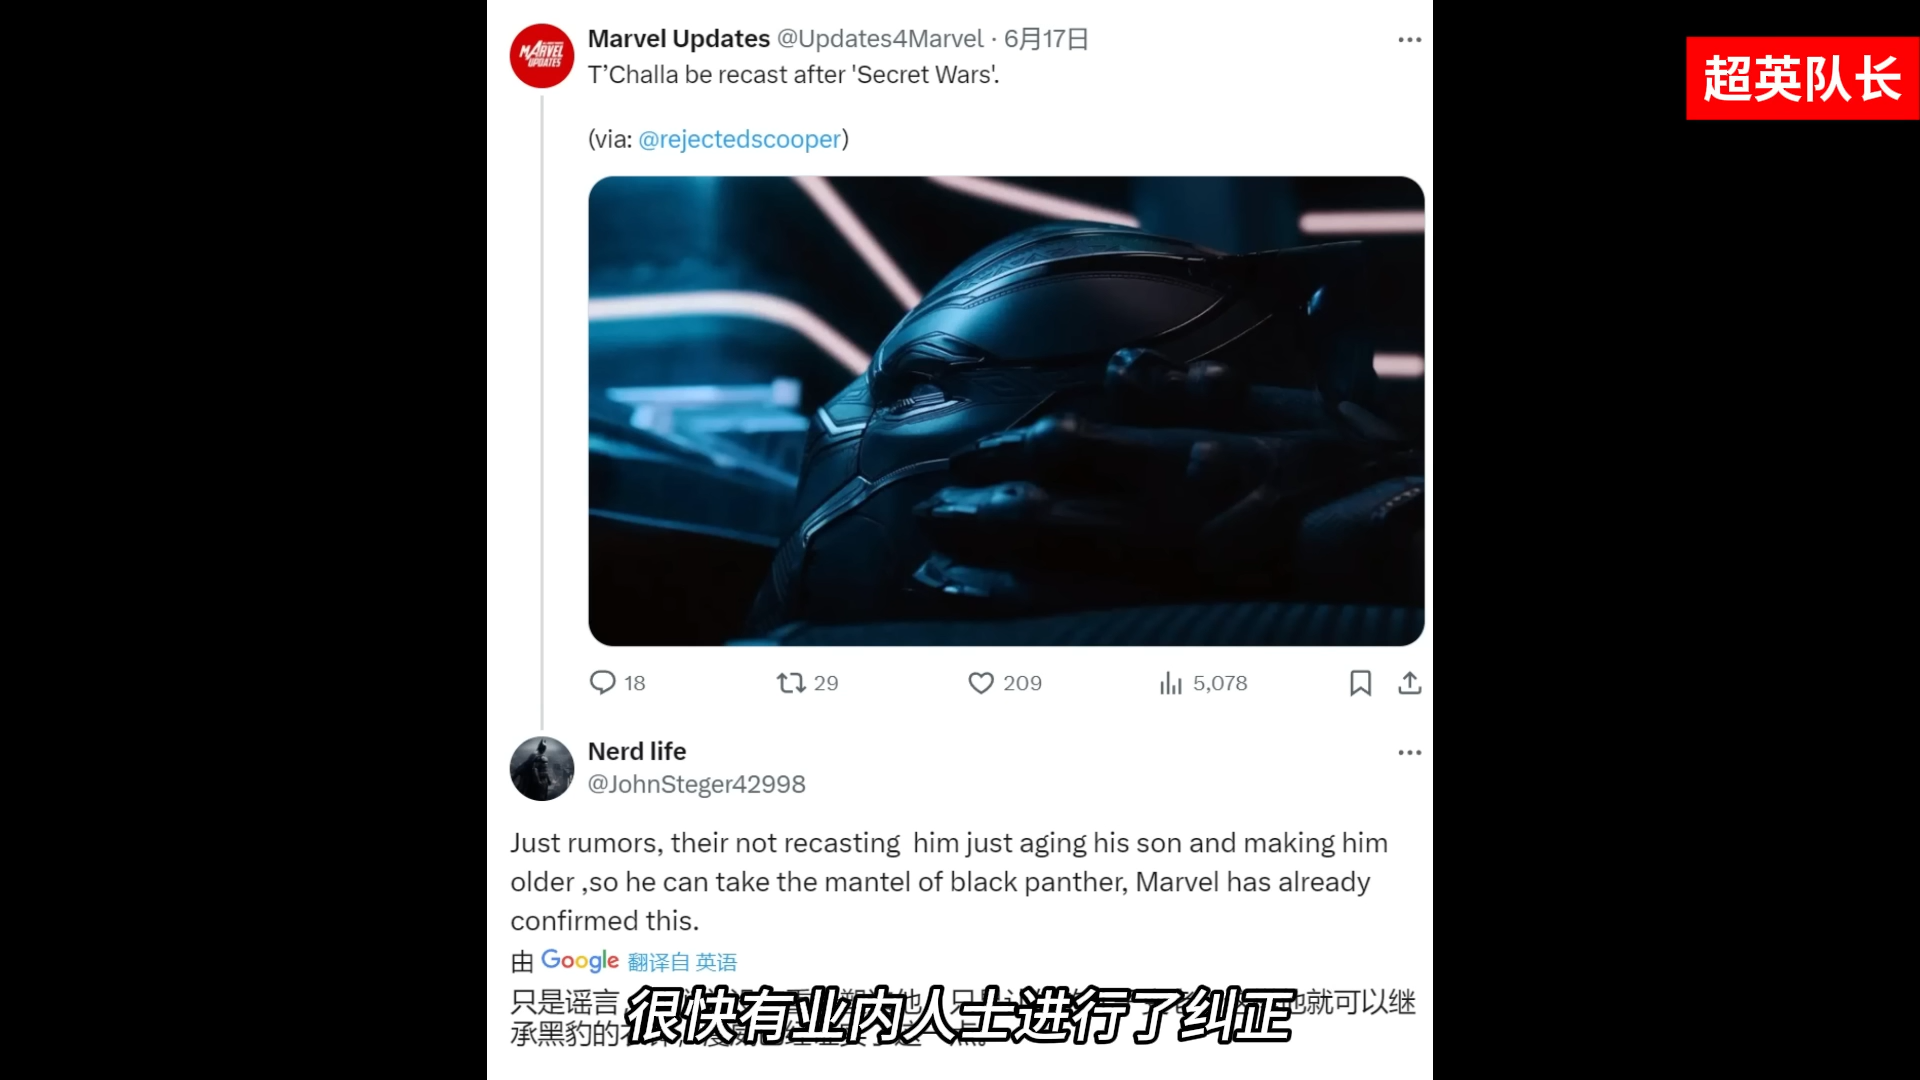 Marvel Updates @Updates4Marvel · 6月17日
T’Challa be recast after 'Secret Wars'.
(via: @rejectedscooper)
MARVEL
UPDATES
超英队长
18 29 209 5,078
Nerd life
@JohnSteger42998
Just rumors, their not recasting  him just aging his son and making him
older ,so he can take the mantel of black panther, Marvel has already
confirmed this.
由 Google 翻译自 英语
只是谣言 他就可以继
承黑豹的
很快有业内人士进行了纠正